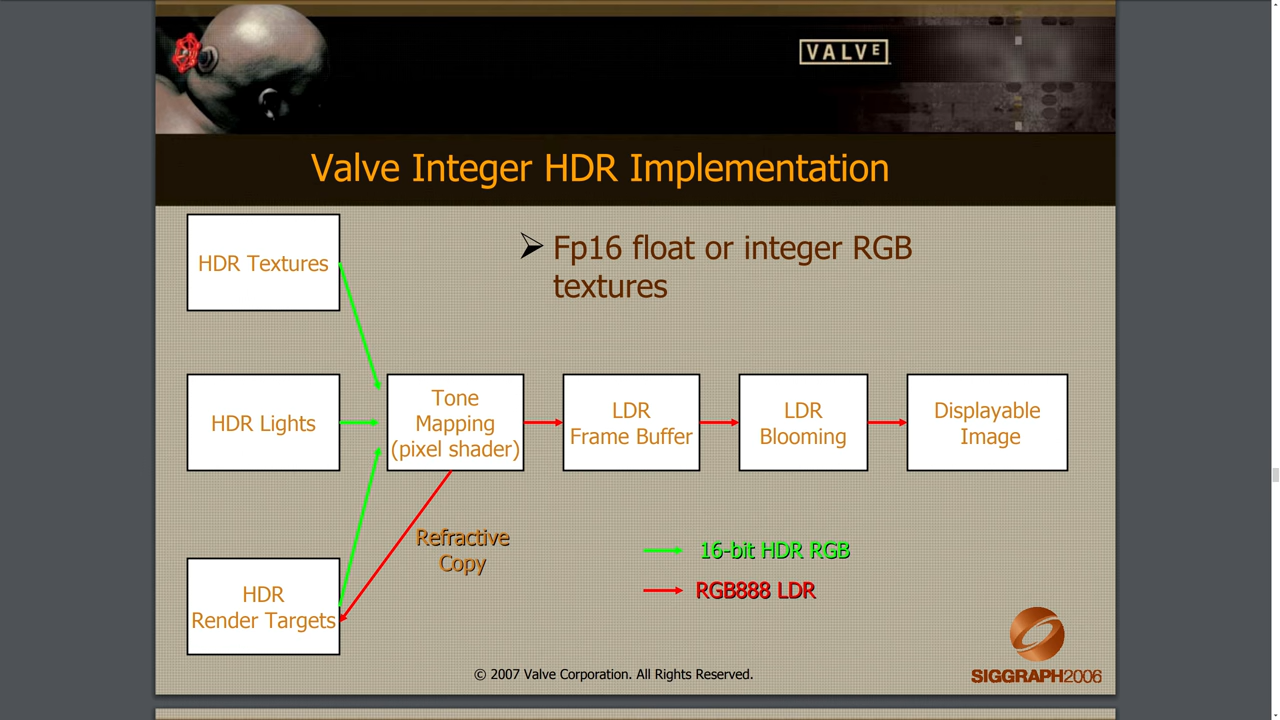 VALVE
Valve Integer HDR Implementation
HDR Textures
Fp16 float or integer RGB
textures
HDR Lights
Tone
Mapping
(pixel shader)
LDR
Frame Buffer
LDR
Blooming
Displayable
Image
Refractive
Copy
HDR
Render Targets
16-bit HDR RGB
RGB888 LDR
© 2007 Valve Corporation. All Rights Reserved.
SIGGRAPH2006